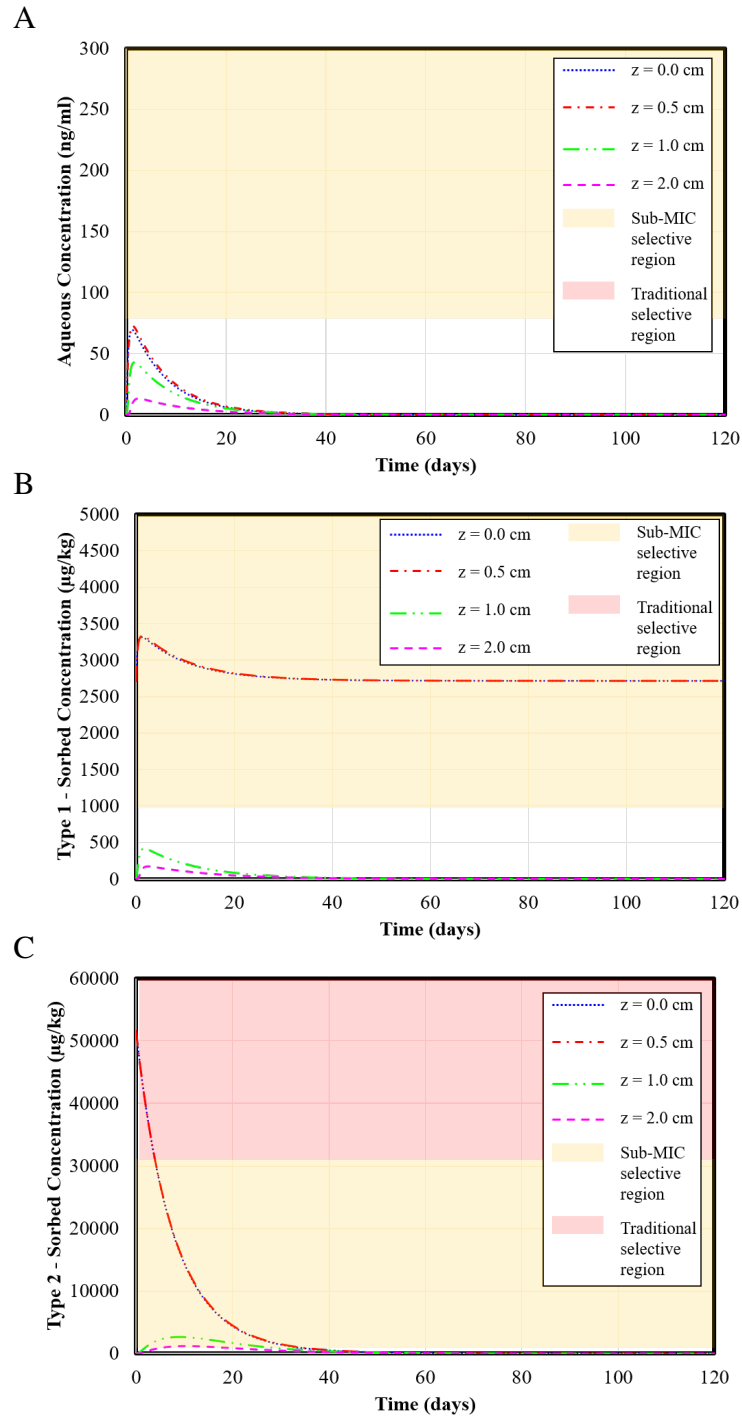 A
Aqueous Concentration (ng/ml)
300
250
200
150
100
50
0
0 20 40 60 80 100 120
Time (days)
z = 0.0 cm
z = 0.5 cm
z = 1.0 cm
z = 2.0 cm
Sub-MIC
selective
region
Traditional
selective
region
B
Type 1 - Sorbed Concentration (µg/kg)
5000
4500
4000
3500
3000
2500
2000
1500
1000
500
0
0 20 40 60 80 100 120
Time (days)
z = 0.0 cm
z = 0.5 cm
z = 1.0 cm
z = 2.0 cm
Sub-MIC
selective
region
Traditional
selective
region
C
Type 2 - Sorbed Concentration (µg/kg)
60000
50000
40000
30000
20000
10000
0
0 20 40 60 80 100 120
Time (days)
z = 0.0 cm
z = 0.5 cm
z = 1.0 cm
z = 2.0 cm
Sub-MIC
selective
region
Traditional
selective
region